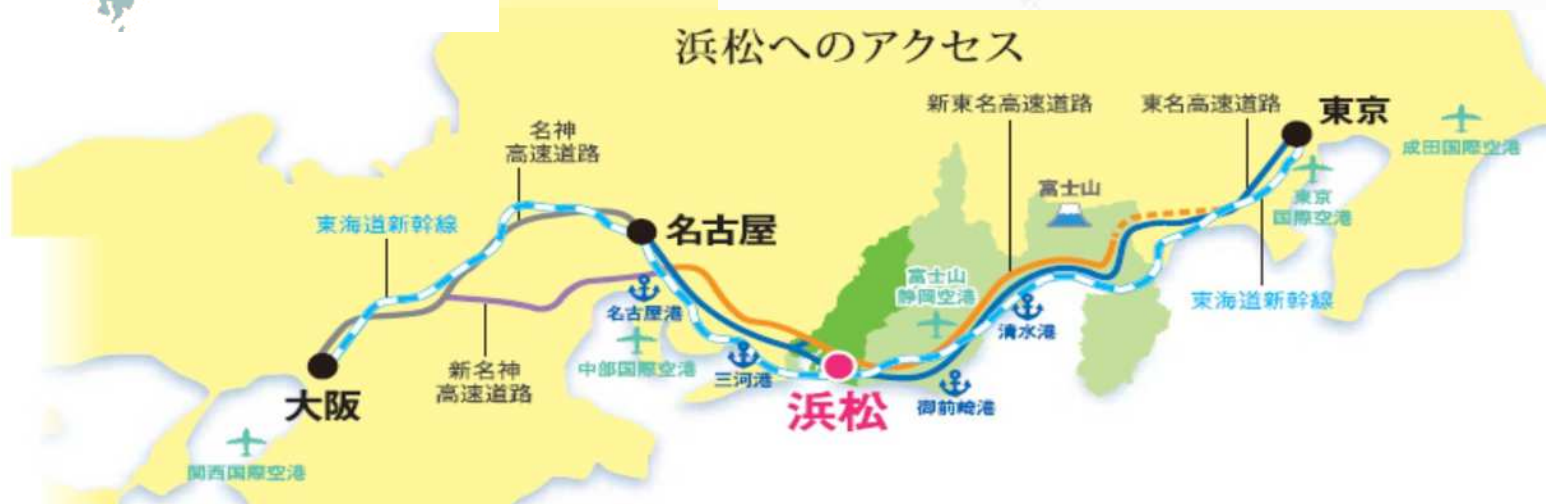 浜松へのアクセス
新東名高速道路
東名高速道路
東京
成田国際空港
名神
高速道路
富士山
東京
国際空港
東海道新幹線
名古屋
富士山
静岡空港
東海道新幹線
名古屋港
清水港
中部国際空港
三河港
新名神
高速道路
大阪
浜松
御前崎港
関西国際空港